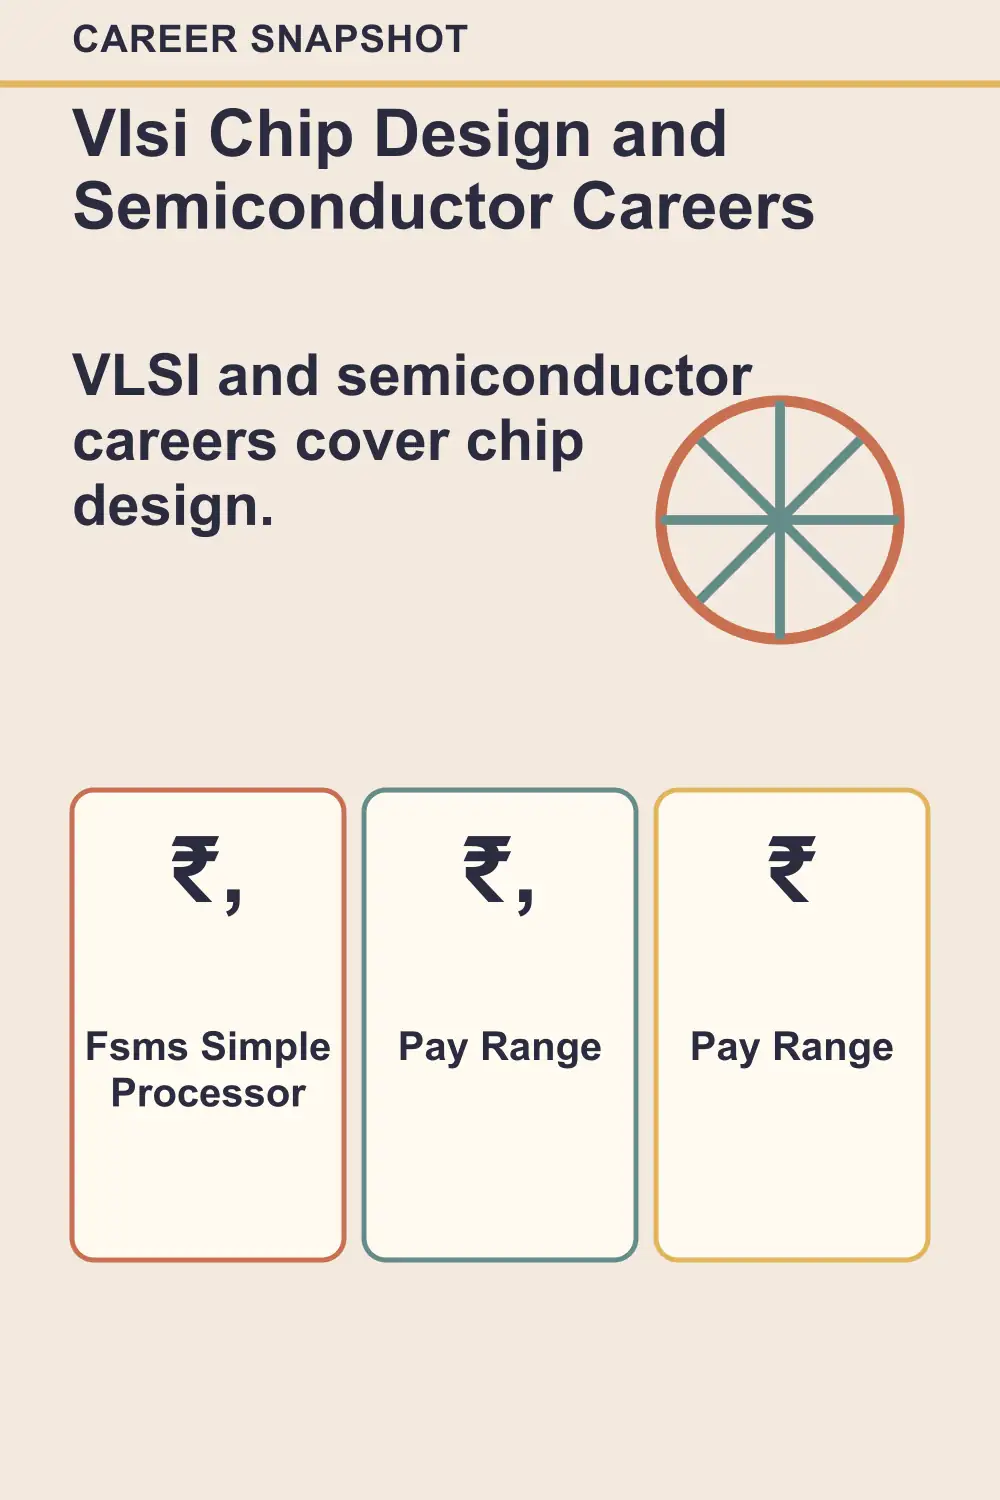 CAREER SNAPSHOT
Vlsi Chip Design and
Semiconductor Careers
VLSI and semiconductor
careers cover chip
design.
₹,
Fsms Simple
Processor
₹,
Pay Range
₹
Pay Range